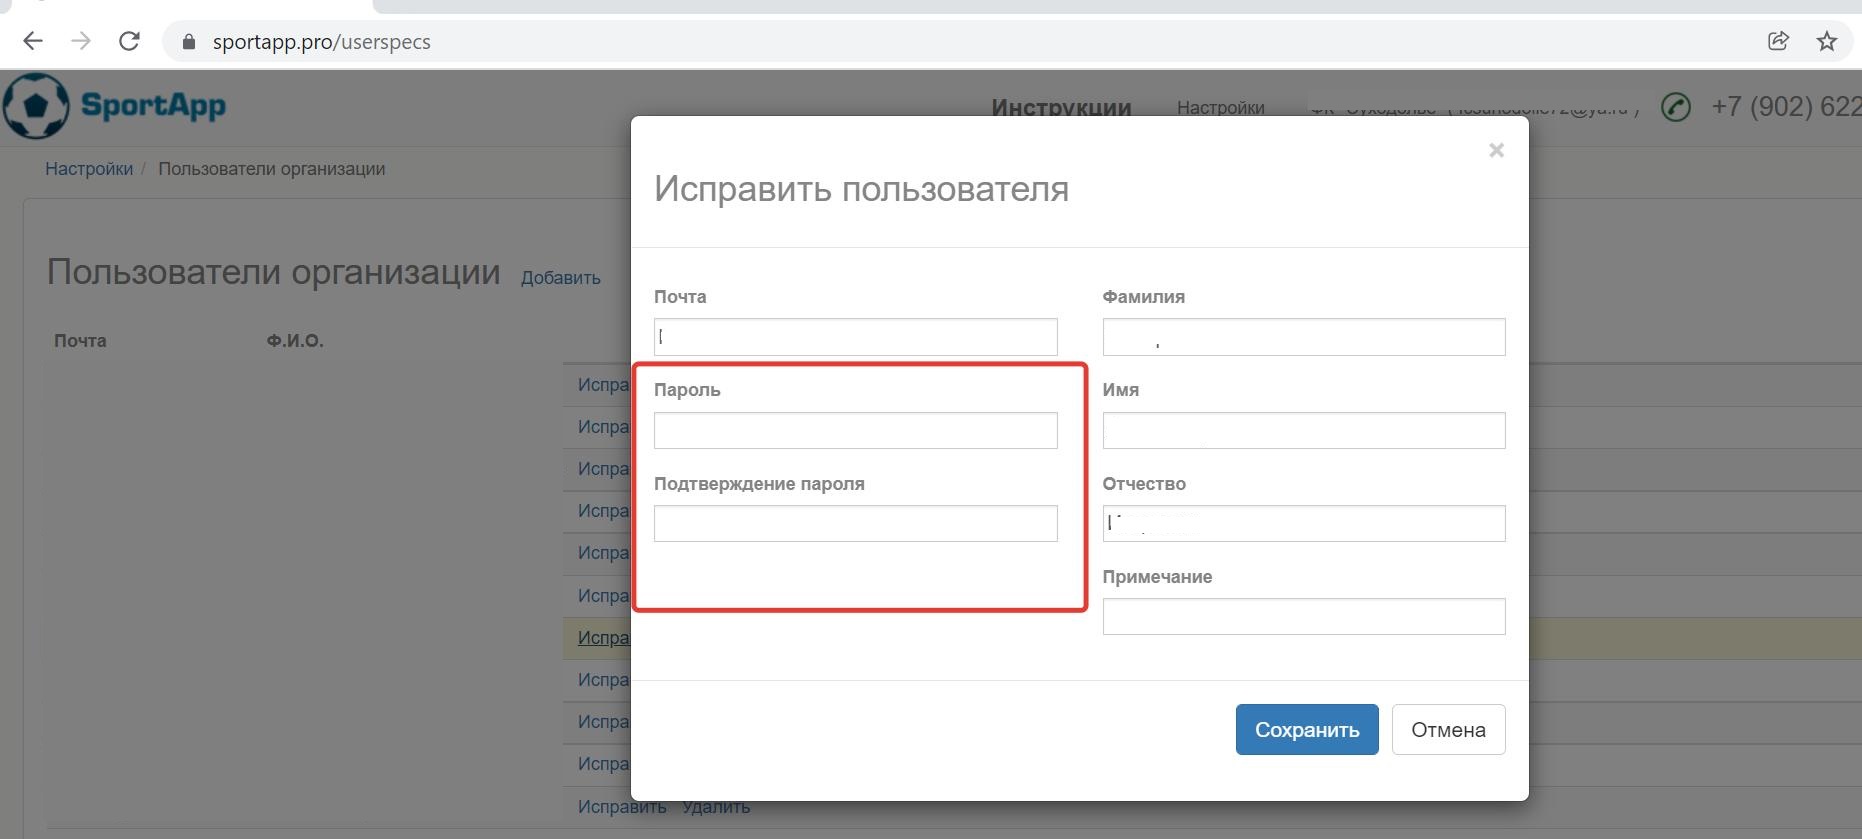 sportapp.pro/userspecs
SportApp
Инструкции Настройки +7 (902) 622
Настройки / Пользователи организации
Пользователи организации Добавить
Почта Ф.И.О.
Испра
Испра
Испра
Испра
Испра
Испра
Испра
Испра
Испра
Испра
Исправить Удалить
×
Исправить пользователя
Почта
Фамилия
Пароль
Имя
Подтверждение пароля
Отчество
Примечание
Сохранить Отмена